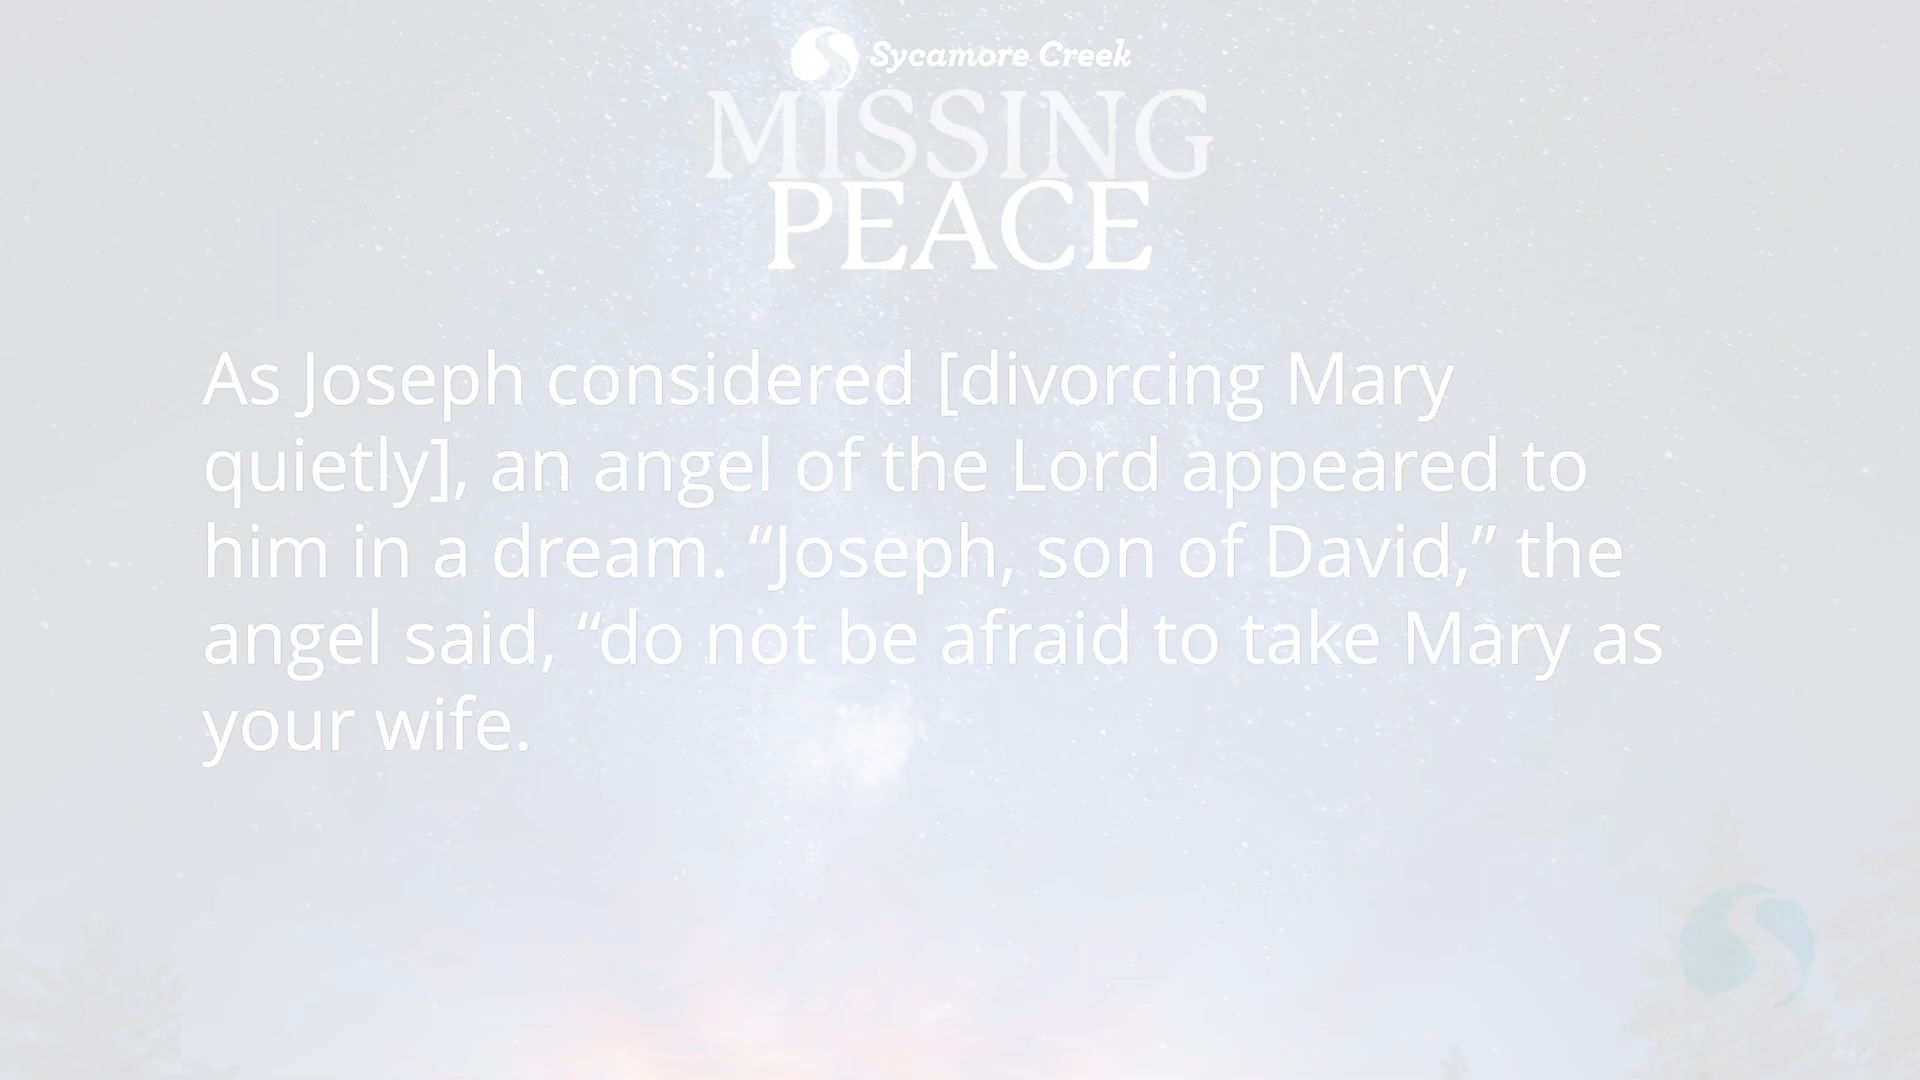 Sycamore Creek
MISSING
PEACE
As Joseph considered [divorcing Mary
quietly], an angel of the Lord appeared to
him in a dream. “Joseph, son of David,” the
angel said, “do not be afraid to take Mary as
your wife.